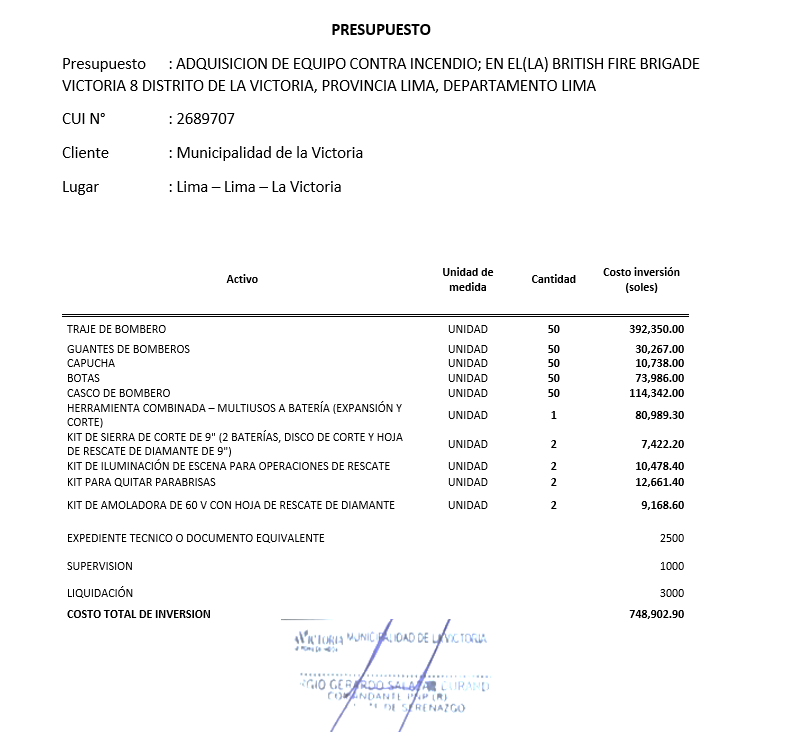 PRESUPUESTO
Presupuesto : ADQUISICION DE EQUIPO CONTRA INCENDIO; EN EL(LA) BRITISH FIRE BRIGADE
VICTORIA 8 DISTRITO DE LA VICTORIA, PROVINCIA LIMA, DEPARTAMENTO LIMA
CUI N° : 2689707
Cliente : Municipalidad de la Victoria
Lugar : Lima – Lima – La Victoria
Activo Unidad de medida Cantidad Costo inversión (soles)
TRAJE DE BOMBERO UNIDAD 50 392,350.00
GUANTES DE BOMBEROS UNIDAD 50 30,267.00
CAPUCHA UNIDAD 50 10,738.00
BOTAS UNIDAD 50 73,986.00
CASCO DE BOMBERO UNIDAD 50 114,342.00
HERRAMIENTA COMBINADA – MULTIUSOS A BATERÍA (EXPANSIÓN Y
CORTE) UNIDAD 1 80,989.30
KIT DE SIERRA DE CORTE DE 9" (2 BATERÍAS, DISCO DE CORTE Y HOJA
DE RESCATE DE DIAMANTE DE 9") UNIDAD 2 7,422.20
KIT DE ILUMINACIÓN DE ESCENA PARA OPERACIONES DE RESCATE UNIDAD 2 10,478.40
KIT PARA QUITAR PARABRISAS UNIDAD 2 12,661.40
KIT DE AMOLADORA DE 60 V CON HOJA DE RESCATE DE DIAMANTE UNIDAD 2 9,168.60
EXPEDIENTE TECNICO O DOCUMENTO EQUIVALENTE 2500
SUPERVISION 1000
LIQUIDACIÓN 3000
COSTO TOTAL DE INVERSION 748,902.90
VICTORIA MUNICIPALIDAD DE LA VICTORIA
GERARDO
COMANDANTE PNP (R)
DE SERENAZGO